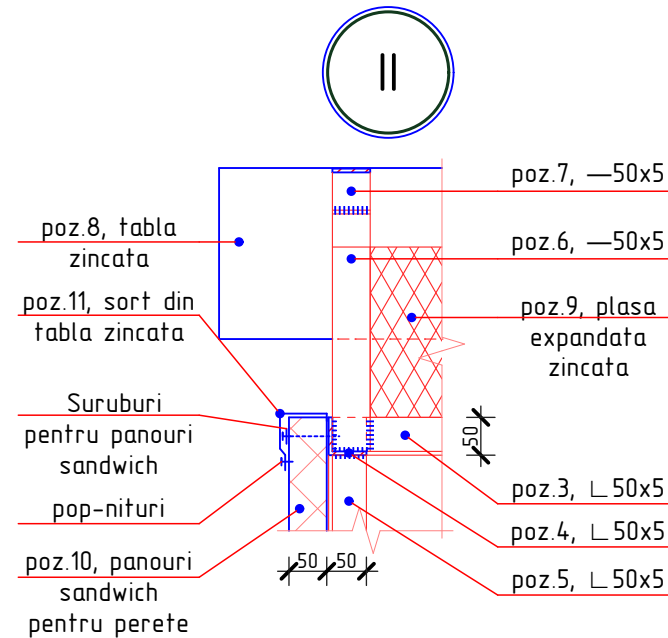 II
poz.7, —50x5
poz.8, tabla
zincata
poz.6, —50x5
poz.11, sort din
tabla zincata
poz.9, plasa
expandata
zincata
Suruburi
pentru panouri
sandwich
50
pop-nituri
poz.3, ∟50x5
poz.4, ∟50x5
poz.10, panouri
sandwich
pentru perete
50 50
poz.5, ∟50x5